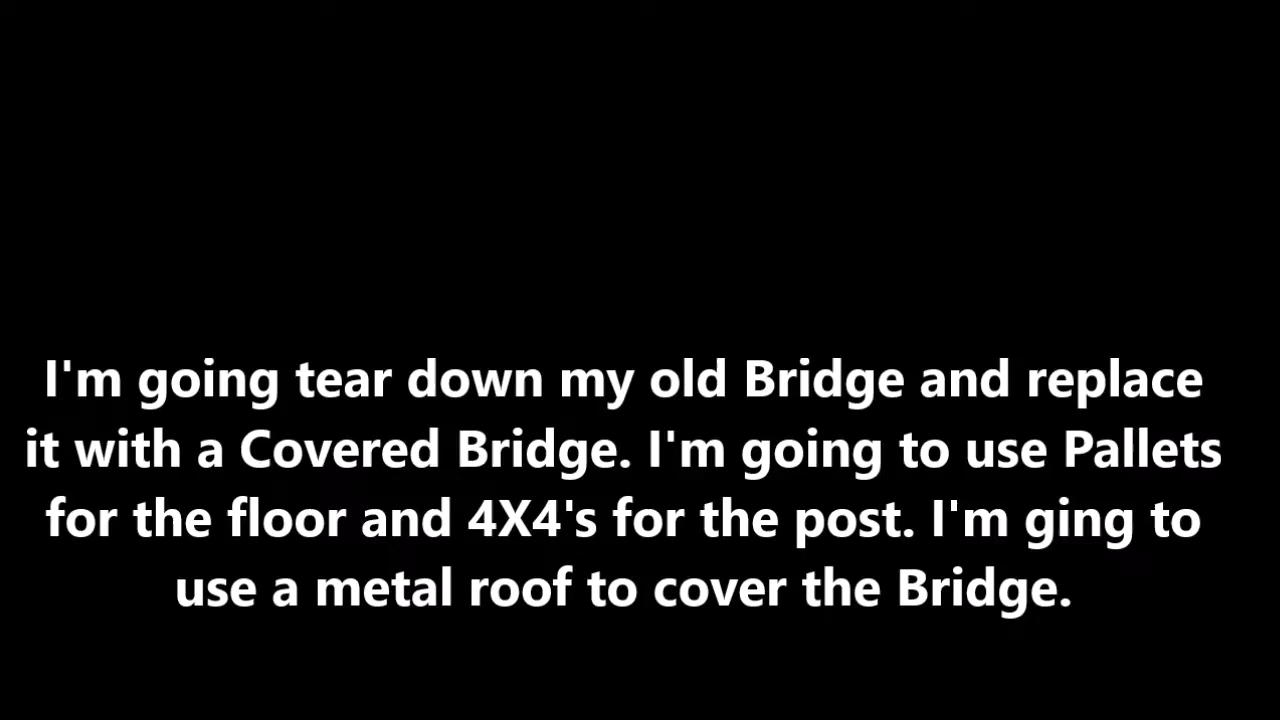 I'm going tear down my old Bridge and replace
it with a Covered Bridge. I'm going to use Pallets
for the floor and 4X4's for the post. I'm ging to
use a metal roof to cover the Bridge.